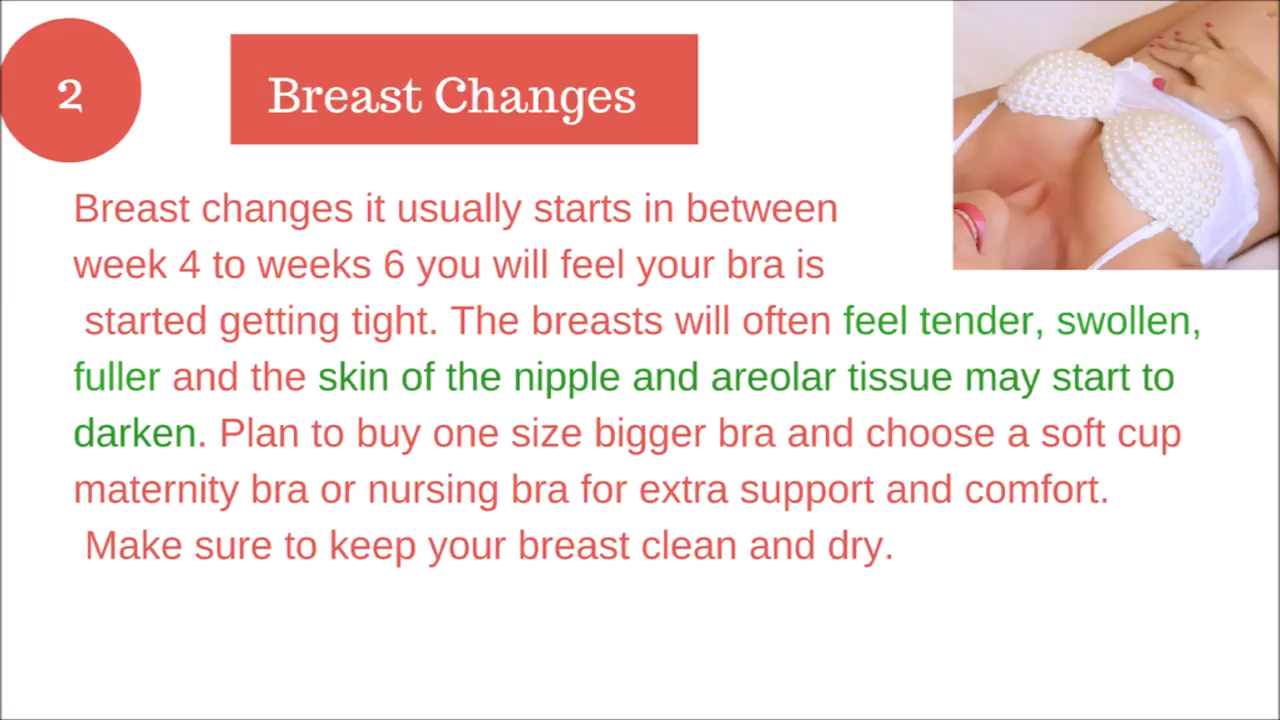 2
Breast Changes
Breast changes it usually starts in between
week 4 to weeks 6 you will feel your bra is
started getting tight. The breasts will often feel tender, swollen,
fuller and the skin of the nipple and areolar tissue may start to
darken. Plan to buy one size bigger bra and choose a soft cup
maternity bra or nursing bra for extra support and comfort.
Make sure to keep your breast clean and dry.